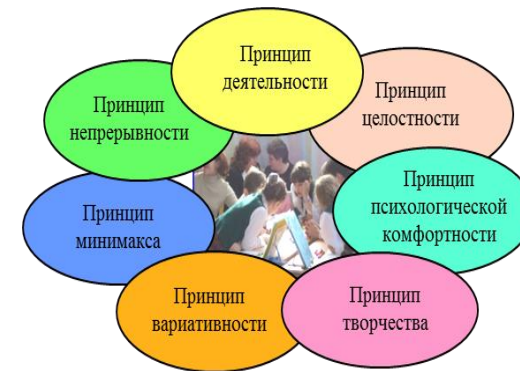 Принцип
деятельности
Принцип
целостности
Принцип
психологической
комфортности
Принцип
творчества
Принцип
вариативности
Принцип
минимакса
Принцип
непрерывности